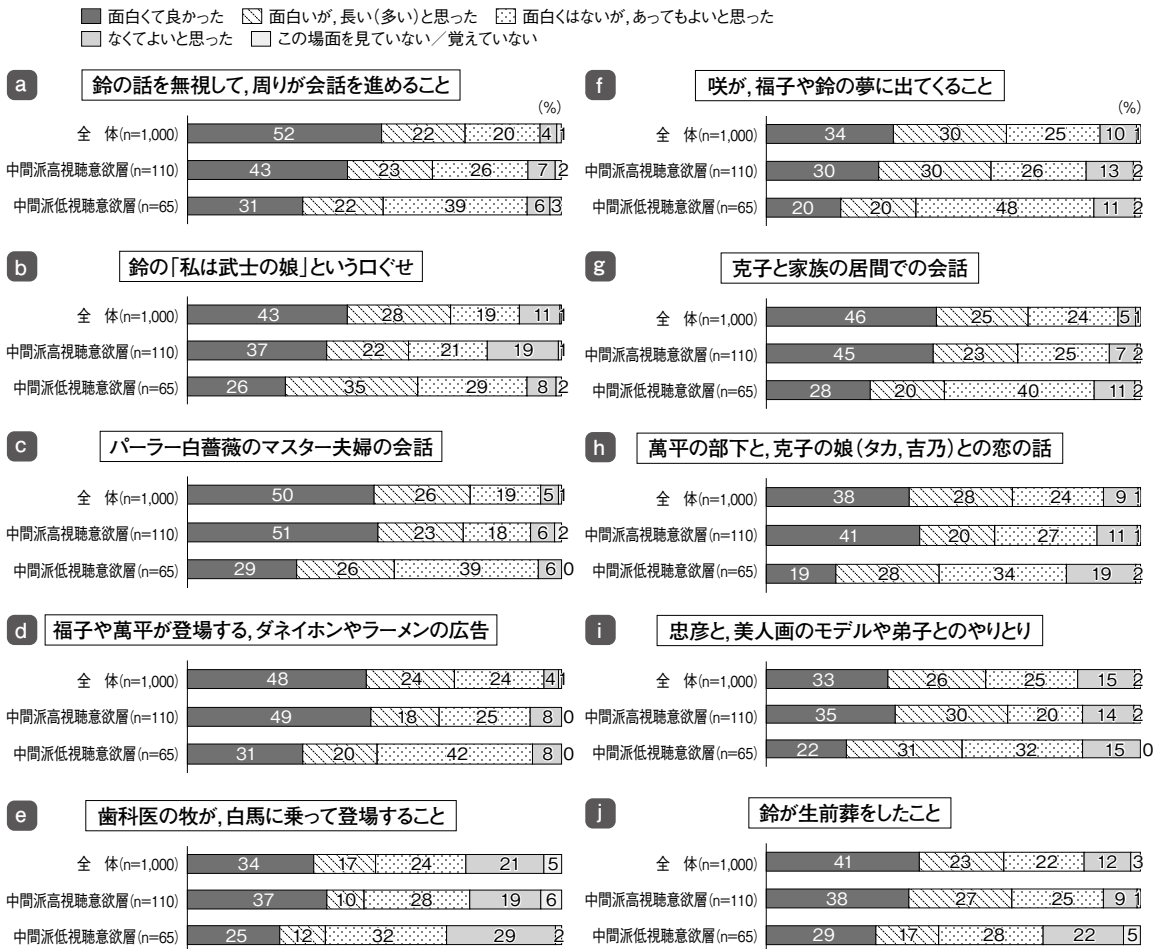 面白くて良かった 面白いが，長い（多い）と思った 面白くはないが，あってもよいと思った
なくてよいと思った この場面を見ていない／覚えていない
a 鈴の話を無視して，周りが会話を進めること
(%)
全　体(n=1,000) 52 22 20 4 1
中間派高視聴意欲層(n=110) 43 23 26 7 2
中間派低視聴意欲層(n=65) 31 22 39 6 3
b 鈴の「私は武士の娘」という口ぐせ
全　体(n=1,000) 43 28 19 11 1
中間派高視聴意欲層(n=110) 37 22 21 19 1
中間派低視聴意欲層(n=65) 26 35 29 8 2
c パーラー白薔薇のマスター夫婦の会話
全　体(n=1,000) 50 26 19 5 1
中間派高視聴意欲層(n=110) 51 23 18 6 2
中間派低視聴意欲層(n=65) 29 26 39 6 0
d 福子や萬平が登場する，ダネイホンやラーメンの広告
全　体(n=1,000) 48 24 24 4 1
中間派高視聴意欲層(n=110) 49 18 25 8 0
中間派低視聴意欲層(n=65) 31 20 42 8 0
e 歯科医の牧が，白馬に乗って登場すること
全　体(n=1,000) 34 17 24 21 5
中間派高視聴意欲層(n=110) 37 10 28 19 6
中間派低視聴意欲層(n=65) 25 12 32 29 2
f 咲が，福子や鈴の夢に出てくること
(%)
全　体(n=1,000) 34 30 25 10 1
中間派高視聴意欲層(n=110) 30 30 26 13 2
中間派低視聴意欲層(n=65) 20 20 48 11 2
g 克子と家族の居間での会話
全　体(n=1,000) 46 25 24 5 1
中間派高視聴意欲層(n=110) 45 23 25 7 2
中間派低視聴意欲層(n=65) 28 20 40 11 2
h 萬平の部下と，克子の娘（タカ，吉乃）との恋の話
全　体(n=1,000) 38 28 24 9 1
中間派高視聴意欲層(n=110) 41 20 27 11 1
中間派低視聴意欲層(n=65) 19 28 34 19 2
i 忠彦と，美人画のモデルや弟子とのやりとり
全　体(n=1,000) 33 26 25 15 2
中間派高視聴意欲層(n=110) 35 30 20 14 2
中間派低視聴意欲層(n=65) 22 31 32 15 0
j 鈴が生前葬をしたこと
全　体(n=1,000) 41 23 22 12 3
中間派高視聴意欲層(n=110) 38 27 25 9 1
中間派低視聴意欲層(n=65) 29 17 28 22 5